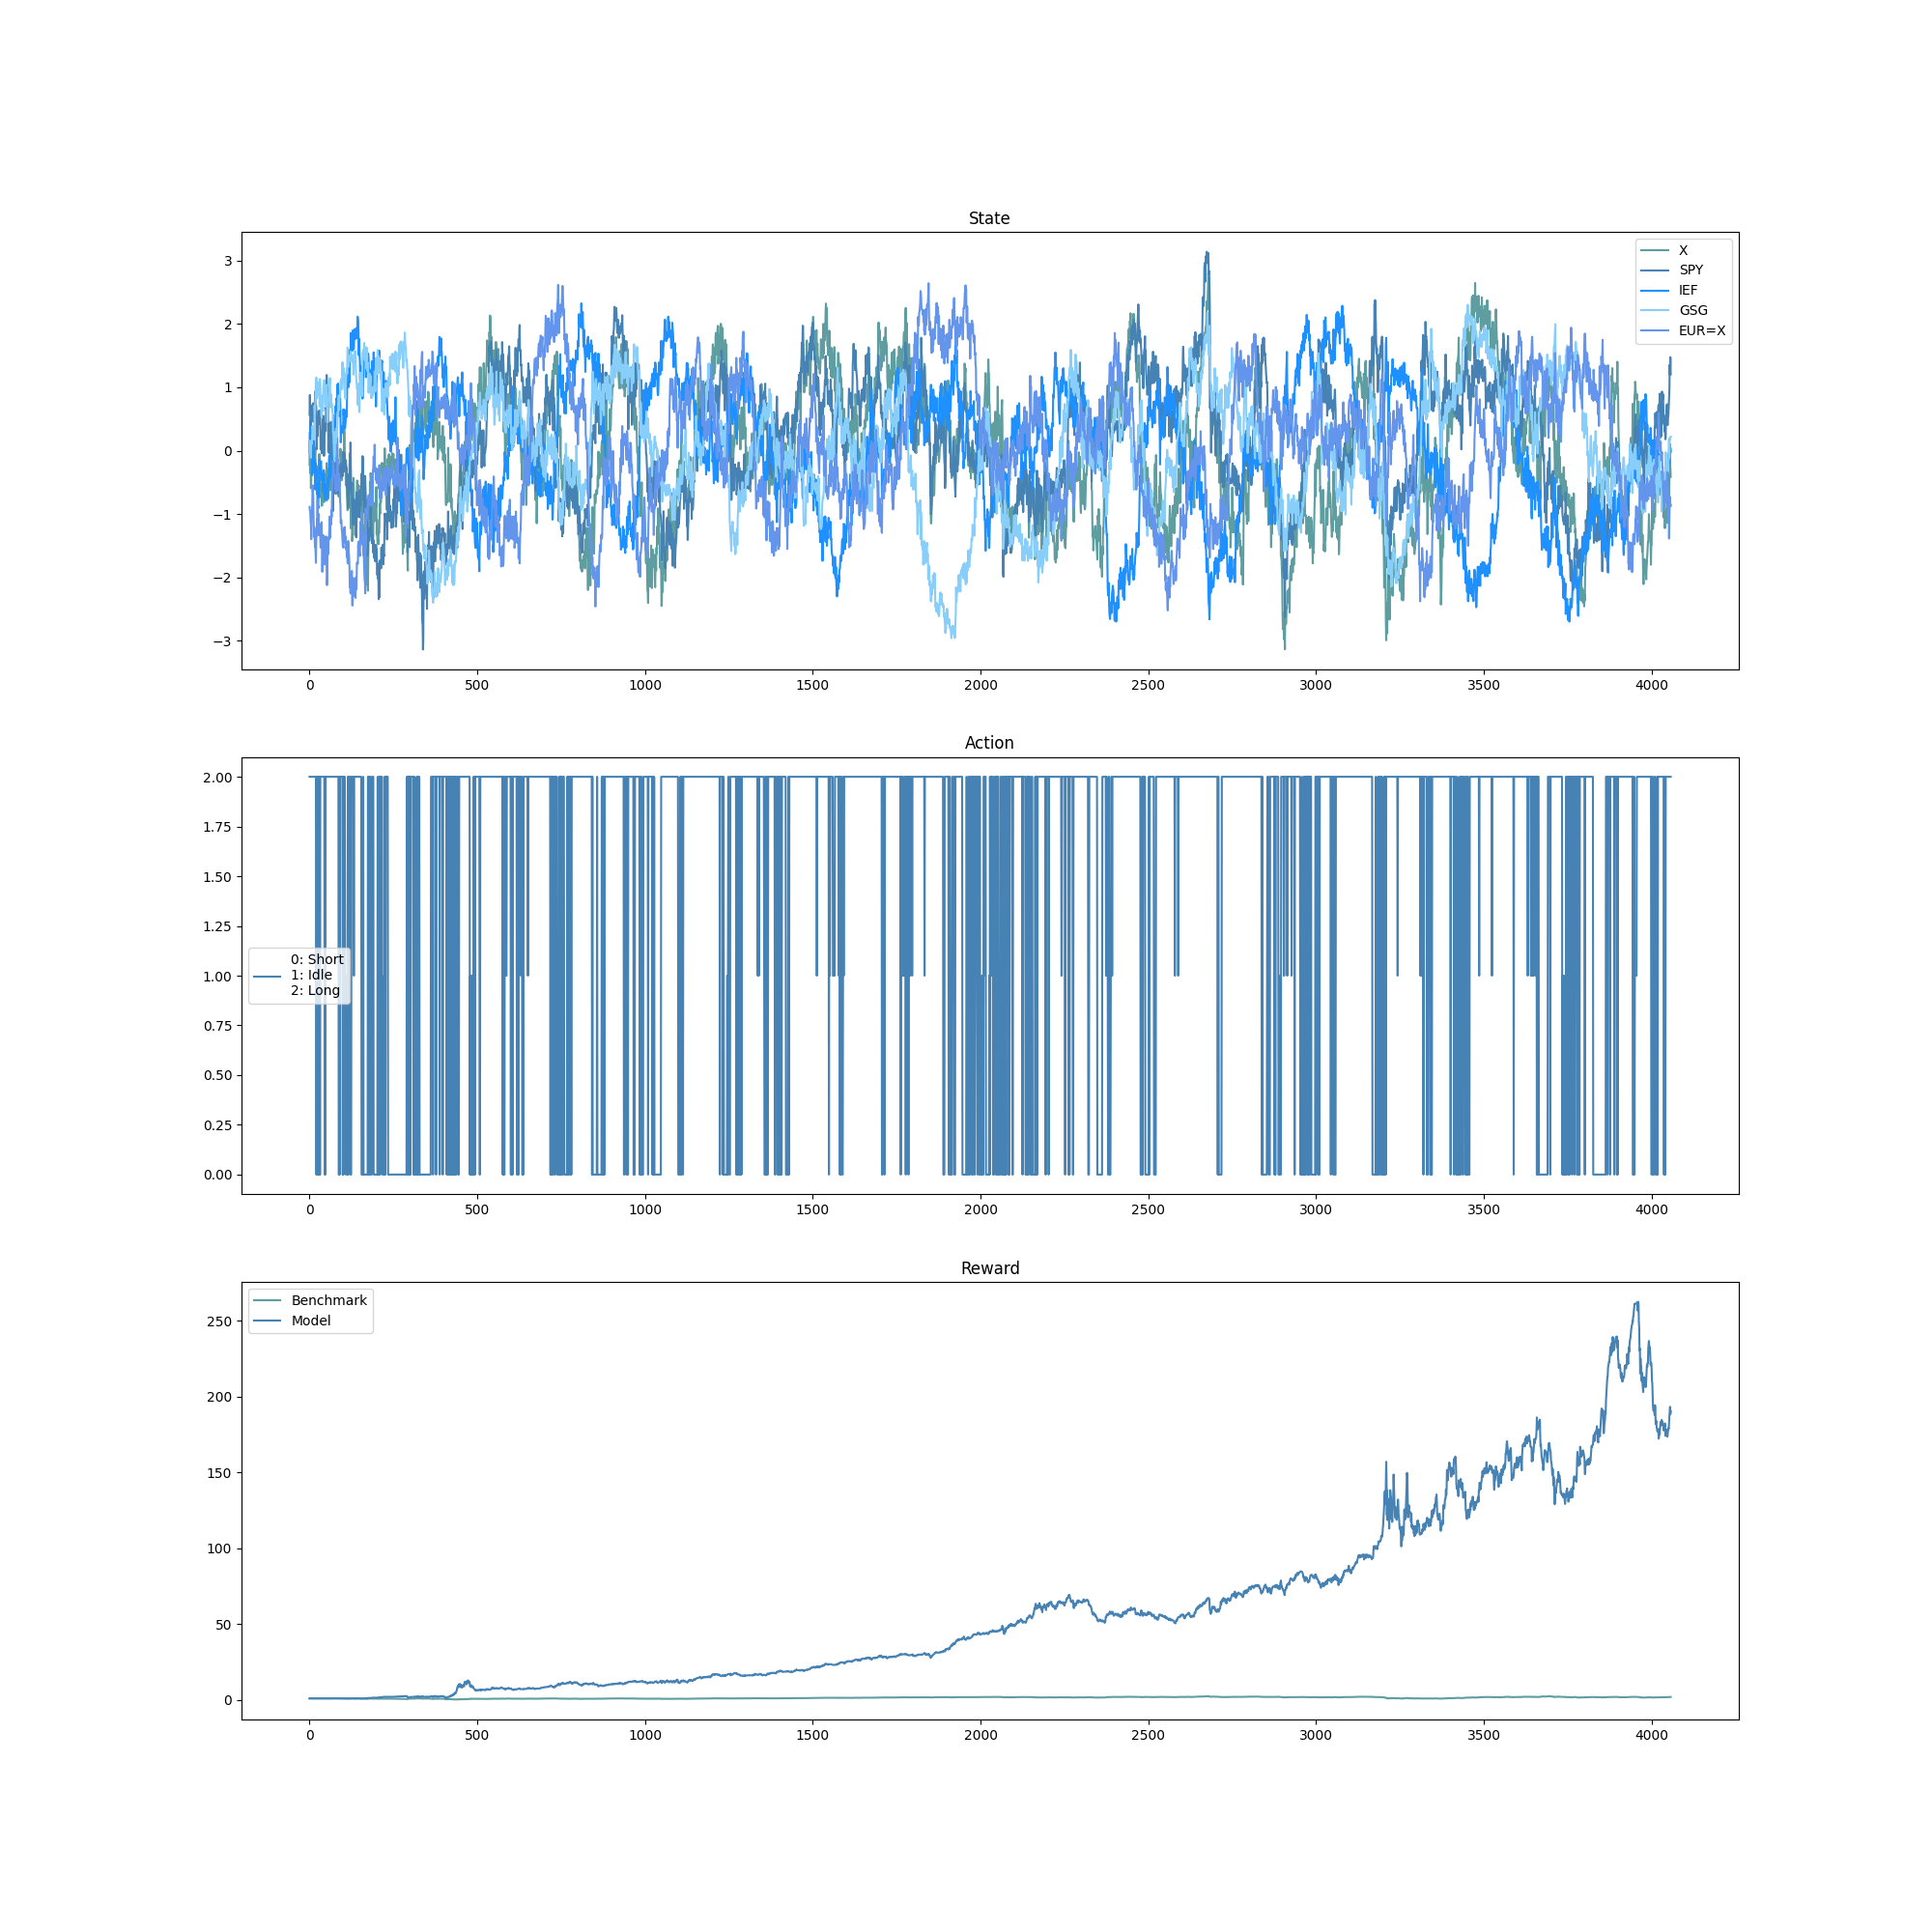 State
3
2
1
0
−1
−2
−3
X
SPY
IEF
GSG
EUR=X
0 500 1000 1500 2000 2500 3000 3500 4000
Action
2.00
1.75
1.50
1.25
1.00
0.75
0.50
0.25
0.00
0: Short
1: Idle
2: Long
0 500 1000 1500 2000 2500 3000 3500 4000
Reward
250
200
150
100
50
0
Benchmark
Model
0 500 1000 1500 2000 2500 3000 3500 4000